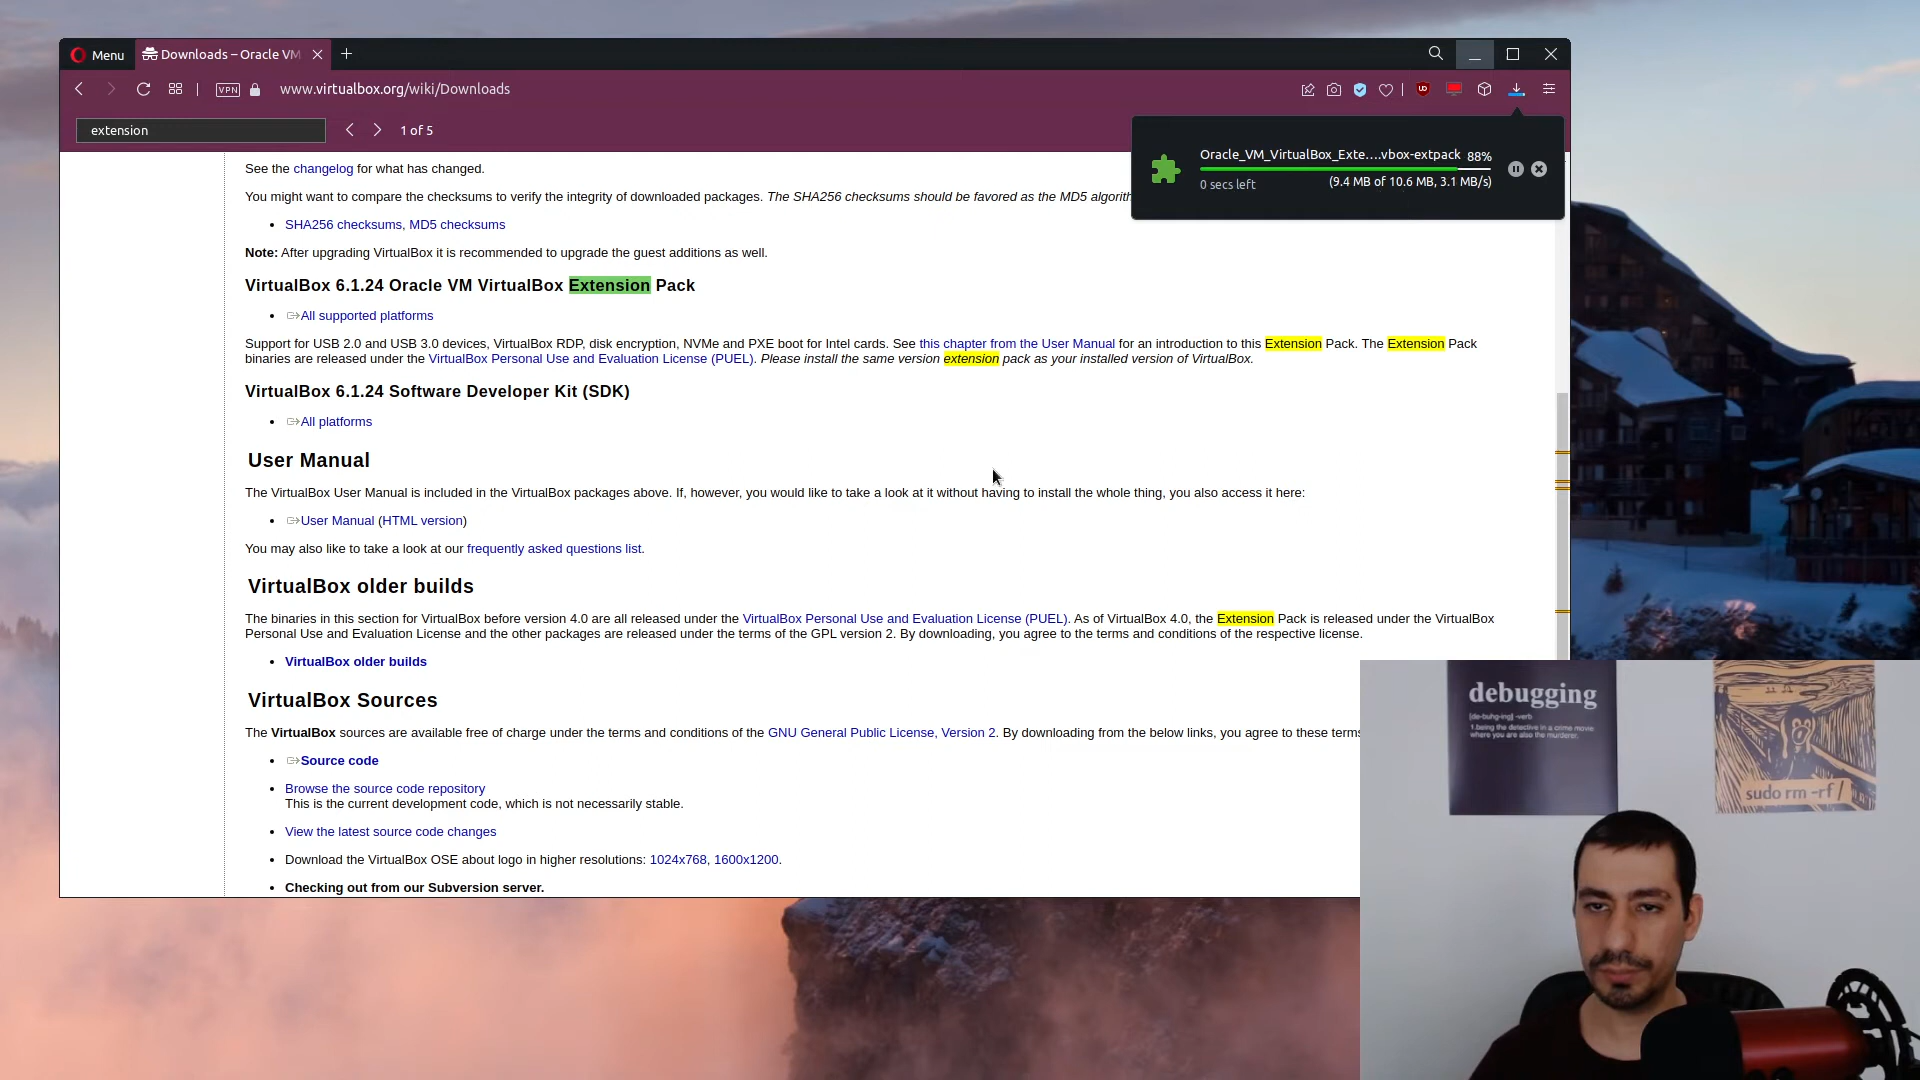 Menu
Downloads – Oracle VM
VPN
www.virtualbox.org/wiki/Downloads
extension
1 of 5
Oracle_VM_VirtualBox_Exte....vbox-extpack 88%
0 secs left (9.4 MB of 10.6 MB, 3.1 MB/s)
See the changelog for what has changed.
You might want to compare the checksums to verify the integrity of downloaded packages. The SHA256 checksums should be favored as the MD5 algorith
• SHA256 checksums, MD5 checksums
Note: After upgrading VirtualBox it is recommended to upgrade the guest additions as well.
VirtualBox 6.1.24 Oracle VM VirtualBox Extension Pack
• All supported platforms
Support for USB 2.0 and USB 3.0 devices, VirtualBox RDP, disk encryption, NVMe and PXE boot for Intel cards. See this chapter from the User Manual for an introduction to this Extension Pack. The Extension Pack
binaries are released under the VirtualBox Personal Use and Evaluation License (PUEL). Please install the same version extension pack as your installed version of VirtualBox.
VirtualBox 6.1.24 Software Developer Kit (SDK)
• All platforms
User Manual
The VirtualBox User Manual is included in the VirtualBox packages above. If, however, you would like to take a look at it without having to install the whole thing, you also access it here:
• User Manual (HTML version)
You may also like to take a look at our frequently asked questions list.
VirtualBox older builds
The binaries in this section for VirtualBox before version 4.0 are all released under the VirtualBox Personal Use and Evaluation License (PUEL). As of VirtualBox 4.0, the Extension Pack is released under the VirtualBox
Personal Use and Evaluation License and the other packages are released under the terms of the GPL version 2. By downloading, you agree to the terms and conditions of the respective license.
• VirtualBox older builds
VirtualBox Sources
The VirtualBox sources are available free of charge under the terms and conditions of the GNU General Public License, Version 2. By downloading from the below links, you agree to these terms
• Source code
• Browse the source code repository
This is the current development code, which is not necessarily stable.
• View the latest source code changes
• Download the VirtualBox OSE about logo in higher resolutions: 1024x768, 1600x1200.
• Checking out from our Subversion server.
debugging
[de-buhg-ing] -verb
1.being the detective in a crime movie
where you are also the murderer.
sudo rm -rf /